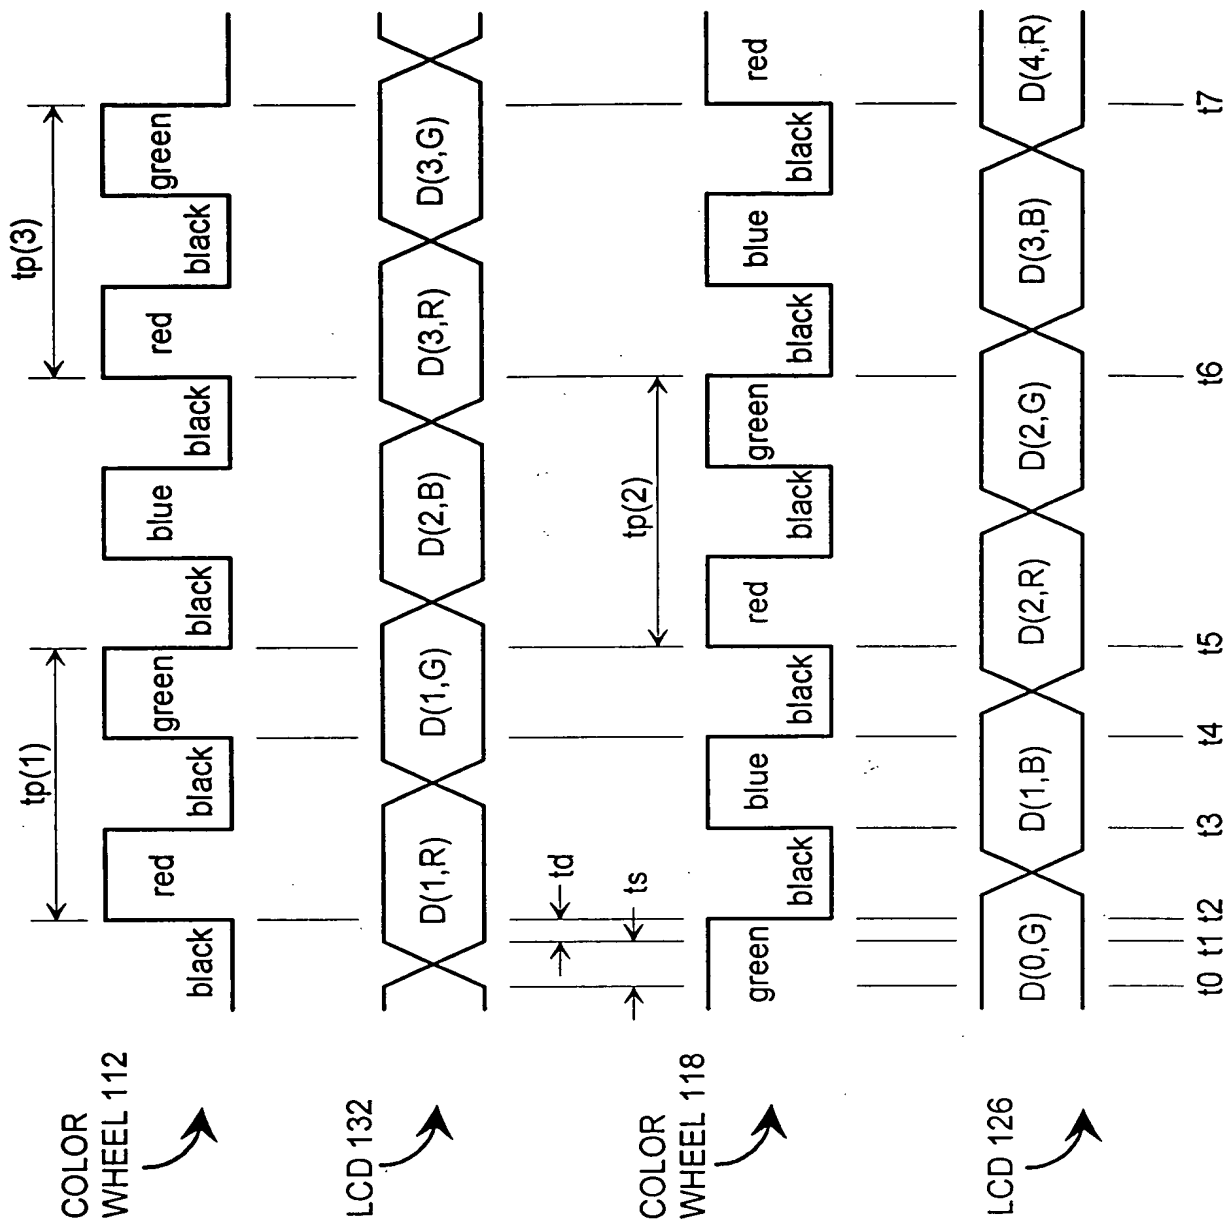 tp(1)
tp(3)
COLOR
WHEEL 112
black
red
black
green
black
blue
black
red
black
green
LCD 132
D(1,R)
D(1,G)
D(2,B)
D(3,R)
D(3,G)
td
ts
tp(2)
COLOR
WHEEL 118
green
black
blue
black
red
black
green
black
blue
black
red
LCD 126
D(0,G)
D(1,B)
D(2,R)
D(2,G)
D(3,B)
D(4,R)
t0
t1
t2
t3
t4
t5
t6
t7